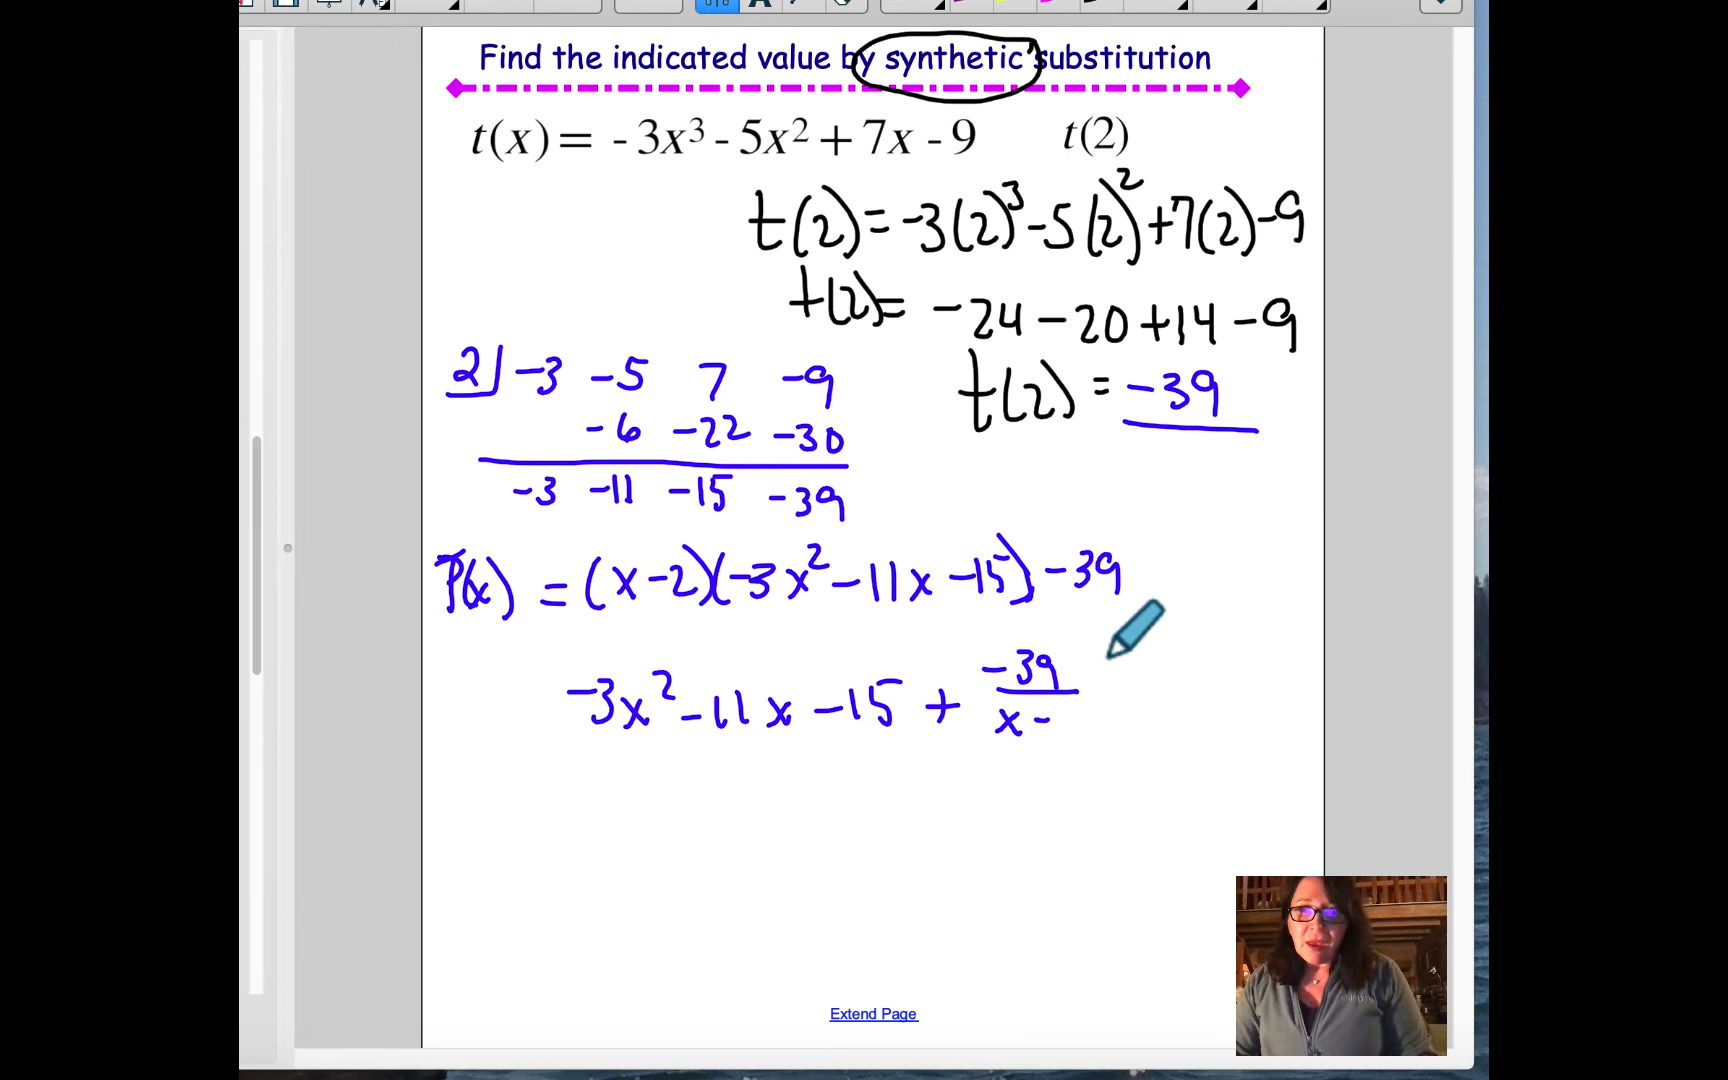 Find the indicated value by synthetic substitution
t(x) = -3x³ - 5x² + 7x - 9 t(2)
t(2) = -3(2)³ - 5(2)² + 7(2) - 9
t(2) = -24 - 20 + 14 - 9
t(2) = -39
2| -3 -5 7 -9
-6 -22 -30
-3 -11 -15 -39
P(x) = (x-2)(-3x² - 11x - 15) - 39
-3x² - 11x - 15 + -39
x -
Extend Page